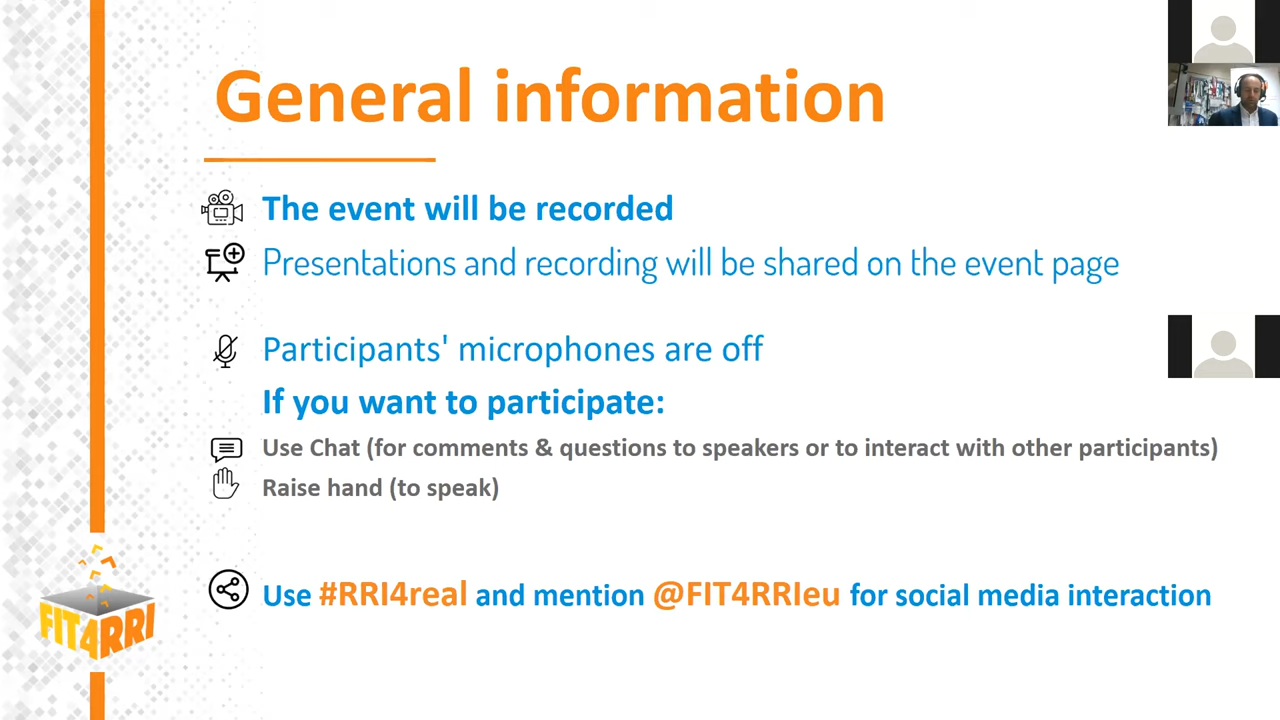 General information
The event will be recorded
Presentations and recording will be shared on the event page
Participants' microphones are off
If you want to participate:
Use Chat (for comments & questions to speakers or to interact with other participants)
Raise hand (to speak)
Use #RRI4real and mention @FIT4RRIeu for social media interaction
FIT4RRI